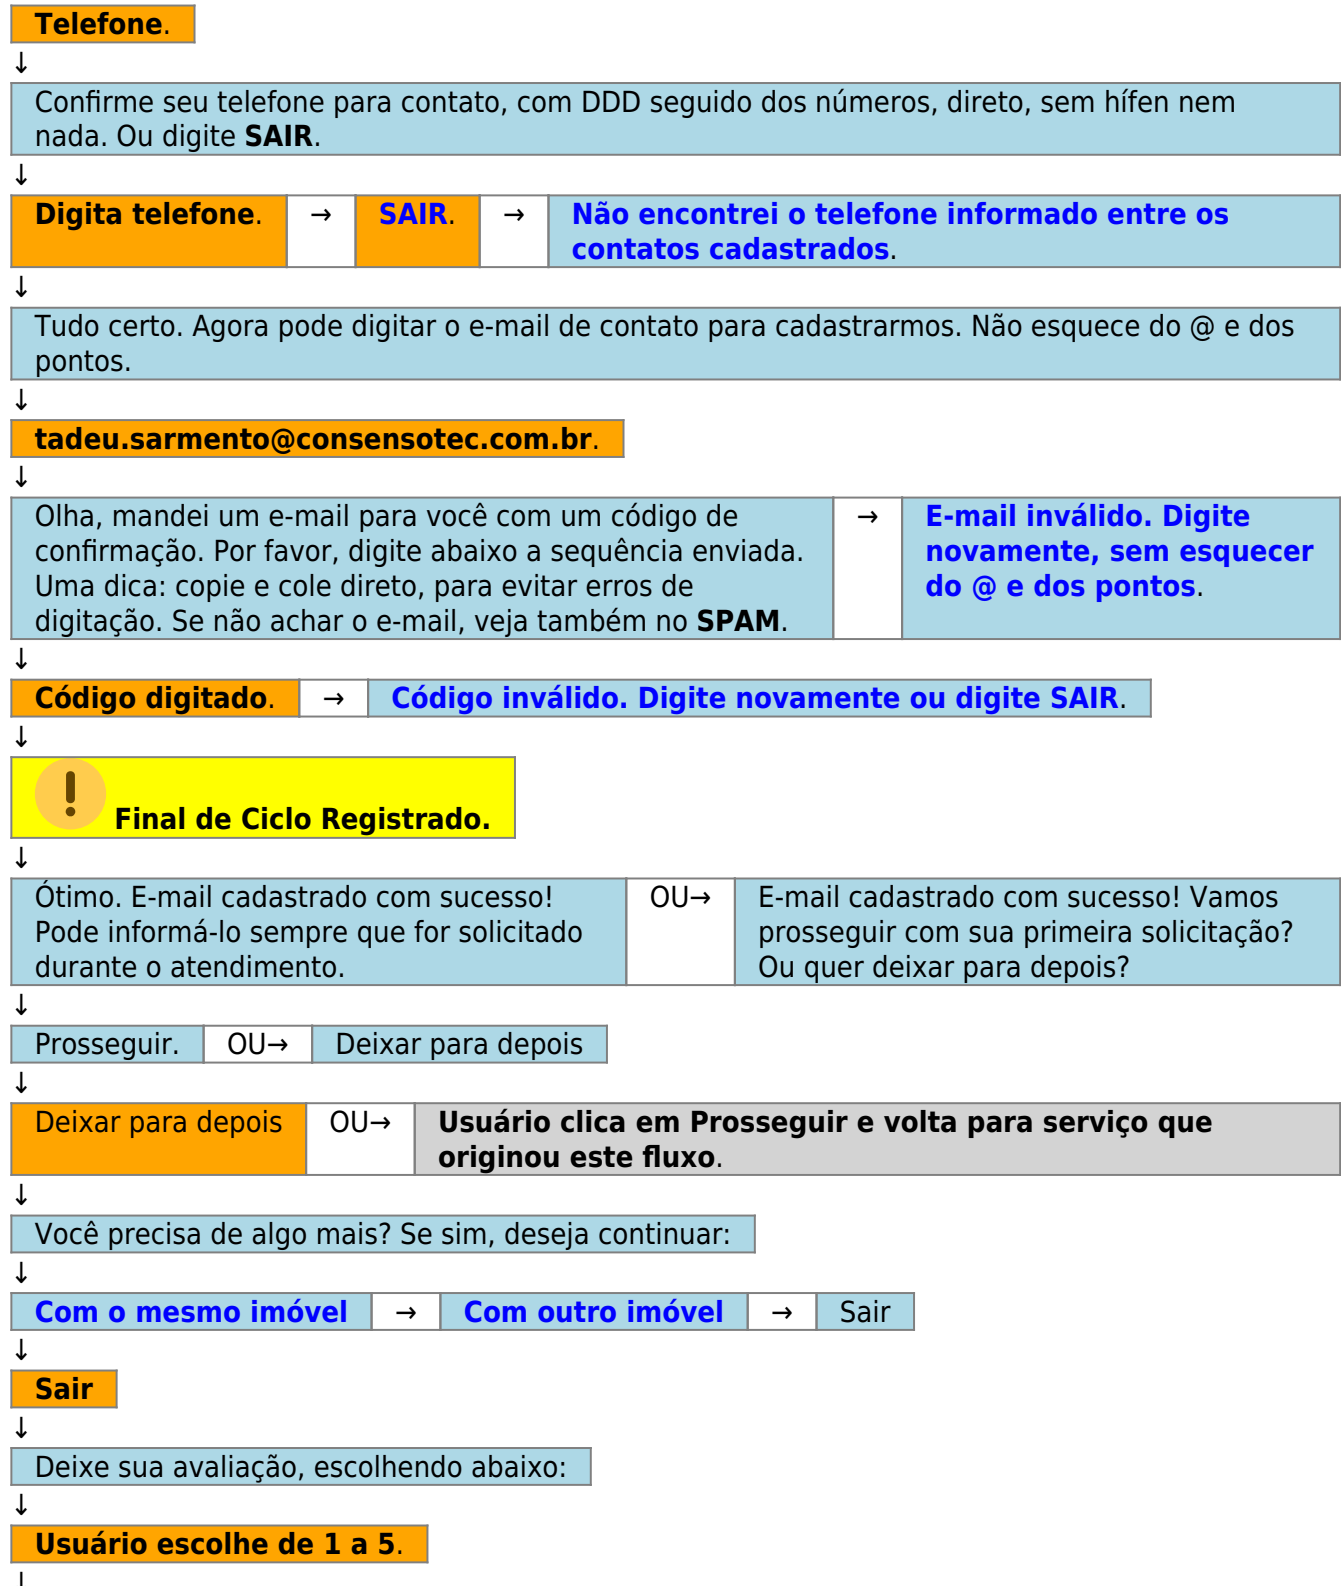 Telefone.
↓
Confirme seu telefone para contato, com DDD seguido dos números, direto, sem hífen nem
nada. Ou digite SAIR.
↓
Digita telefone. → SAIR. → Não encontrei o telefone informado entre os
contatos cadastrados.
↓
Tudo certo. Agora pode digitar o e-mail de contato para cadastrarmos. Não esquece do @ e dos
pontos.
↓
tadeu.sarmento@consensotec.com.br.
↓
Olha, mandei um e-mail para você com um código de
confirmação. Por favor, digite abaixo a sequência enviada.
Uma dica: copie e cole direto, para evitar erros de
digitação. Se não achar o e-mail, veja também no SPAM.
→
E-mail inválido. Digite
novamente, sem esquecer
do @ e dos pontos.
↓
Código digitado. → Código inválido. Digite novamente ou digite SAIR.
↓
Final de Ciclo Registrado.
↓
Ótimo. E-mail cadastrado com sucesso!
Pode informá-lo sempre que for solicitado
durante o atendimento.
OU→
E-mail cadastrado com sucesso! Vamos
prosseguir com sua primeira solicitação?
Ou quer deixar para depois?
↓
Prosseguir. OU→ Deixar para depois
↓
Deixar para depois OU→ Usuário clica em Prosseguir e volta para serviço que
originou este fluxo.
↓
Você precisa de algo mais? Se sim, deseja continuar:
↓
Com o mesmo imóvel → Com outro imóvel → Sair
↓
Sair
↓
Deixe sua avaliação, escolhendo abaixo:
↓
Usuário escolhe de 1 a 5.
↓